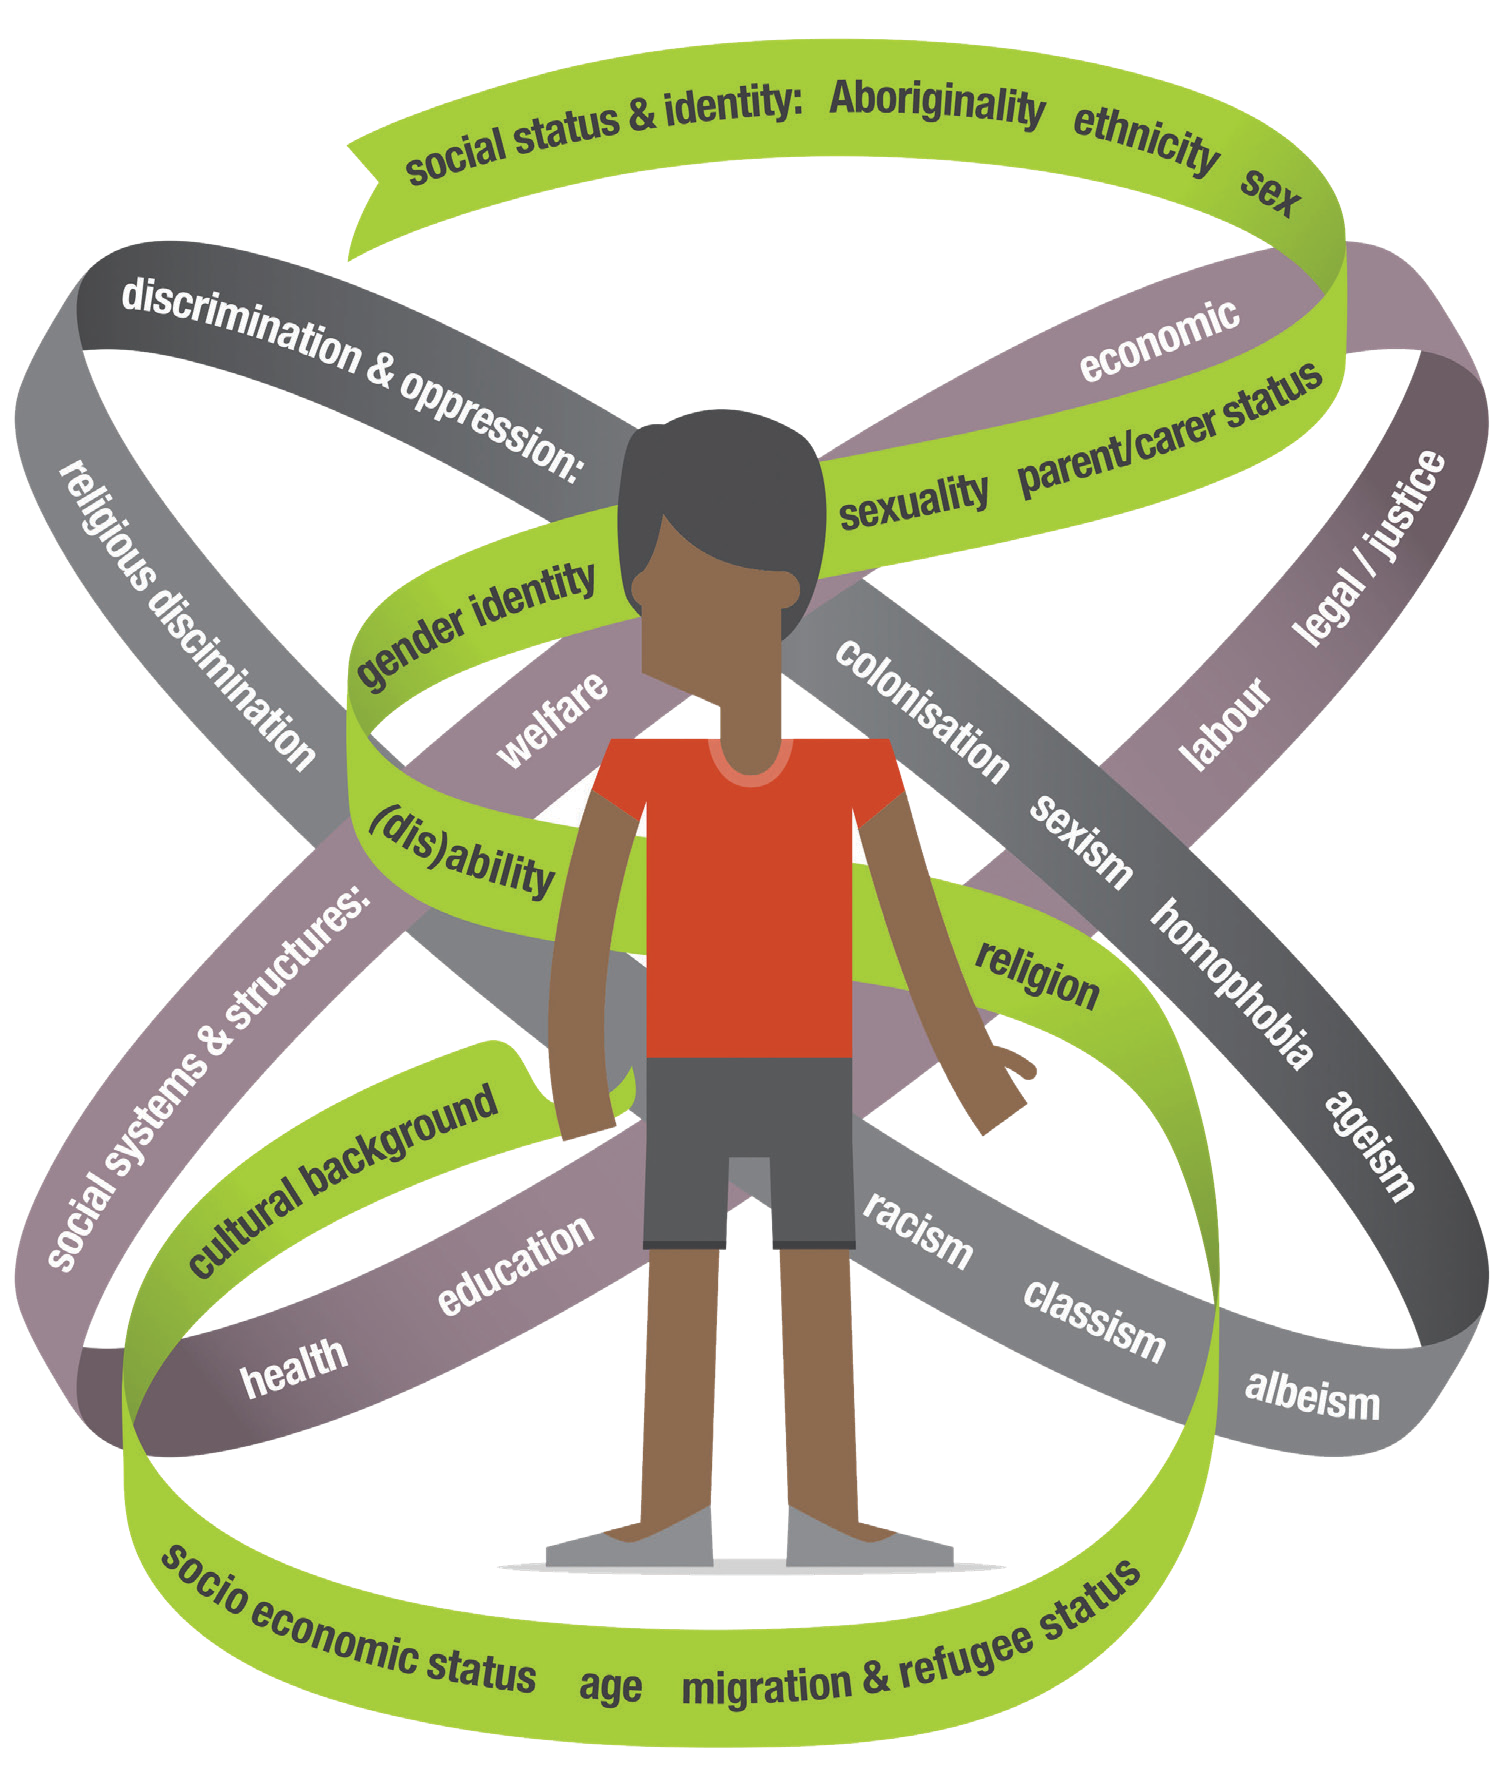 social status & identity: Aboriginality ethnicity sex
sexuality parent/carer status
gender identity
(dis)ability
religion
cultural background
socio economic status age migration & refugee status
discrimination & oppression:
colonisation sexism homophobia ageism
racism classism albeism
religious discimination
social systems & structures:
welfare
economic
legal / justice
labour
education
health